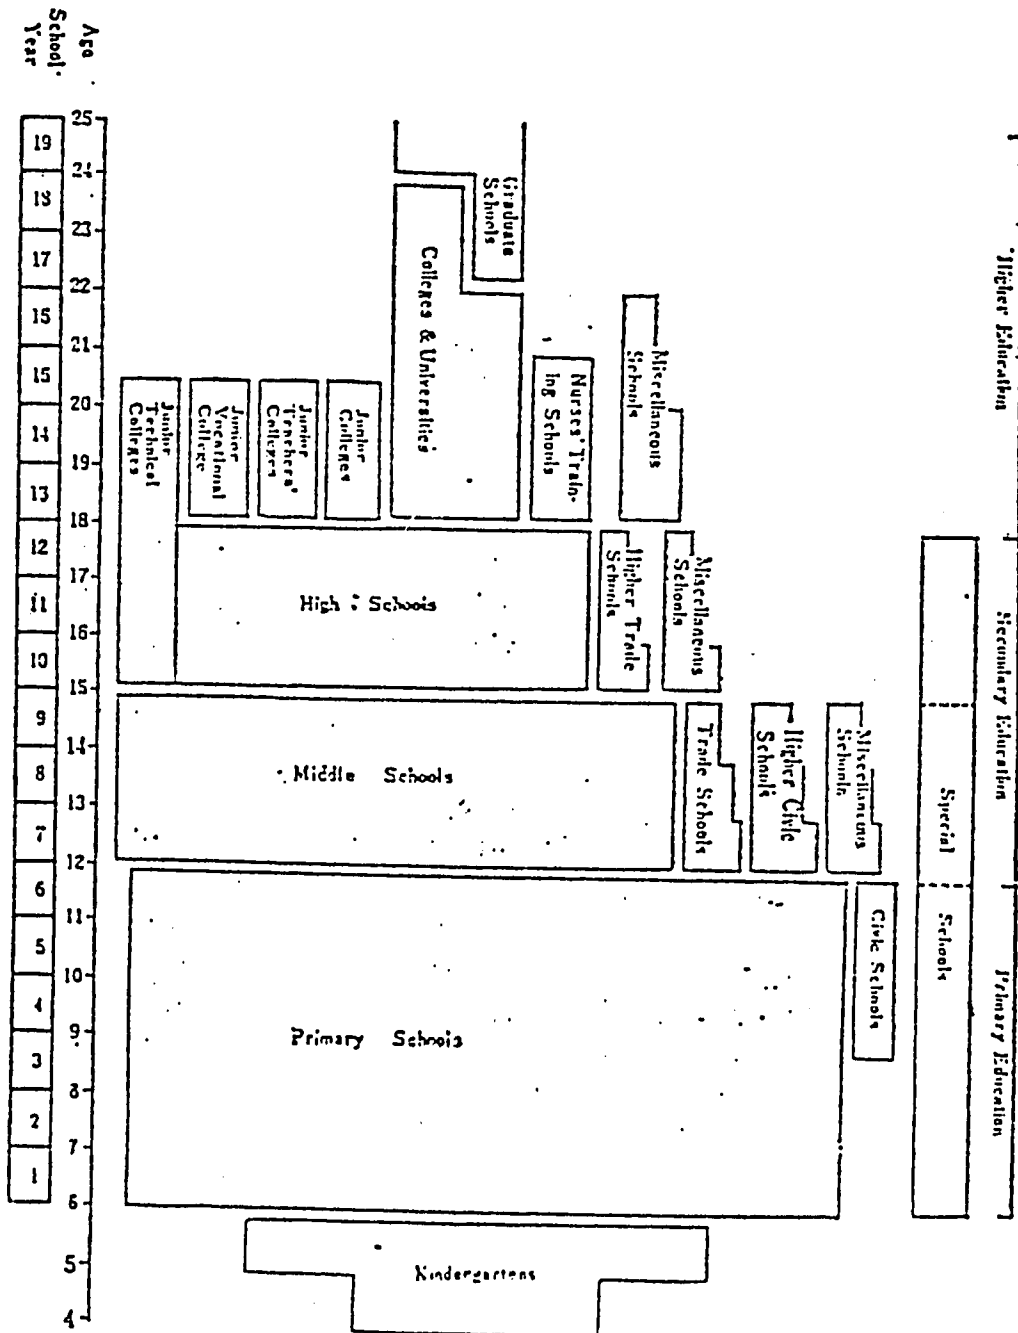 Age
School
Year
25
19
24
18
23
17
22
15
21
15
20
14
19
13
18
12
17
11
16
10
15
9
14
8
13
7
12
6
11
5
10
4
9
3
8
2
7
1
6
5
4
Graduate
Schools
Colleges & Universities
Miscellaneous
Schools
Nurses' Train-
ing Schools
Junior
Colleges
Junior
Teachers'
Colleges
Junior
Vocational
College
Junior
Technical
Colleges
High Schools
Higher Trade
Schools
Miscellaneous
Schools
Middle Schools
Trade Schools
Higher Civic
Schools
Miscellaneous
Schools
Primary Schools
Civic Schools
Kindergartens
Special Schools
Higher Education
Secondary Education
Primary Education